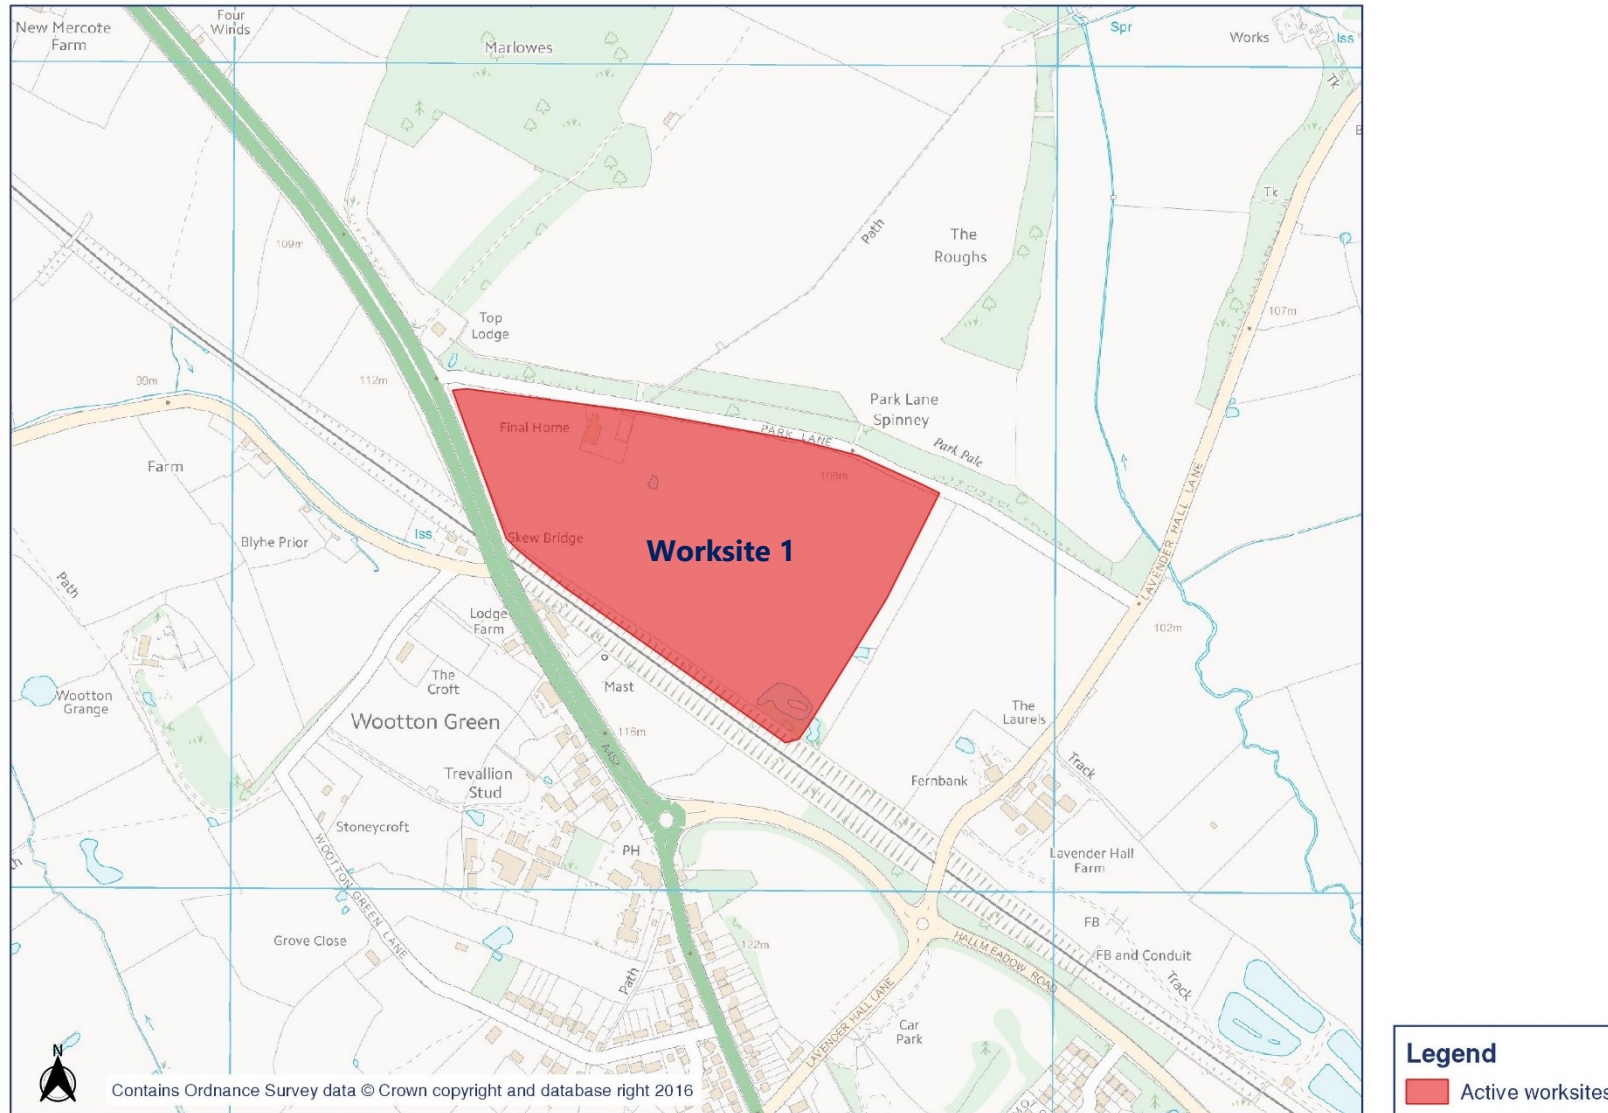 New Mercote
Farm
Four
Winds
Marlowes
Spr
Works
Iss
Tk
109m
Path
The
Roughs
Tk
107m
Top
Lodge
99m
112m
Park Lane
Spinney
Final Home
PARK LANE
Park Pale
105m
Farm
LAVENDER HALL LANE
Skew Bridge
Worksite 1
Iss
Blyhe Prior
Path
Lodge
Farm
102m
The
Croft
Mast
Wootton
Grange
The
Laurels
Wootton Green
116m
A452
Track
Trevallion
Stud
Fernbank
Stoneycroft
PH
Lavender Hall
Farm
WOOTTON GREEN LANE
FB
Grove Close
122m
HALLMEADOW ROAD
FB and Conduit
Path
Track
LAVENDER HALL LANE
Car
Park
N
Contains Ordnance Survey data © Crown copyright and database right 2016
Legend
Active worksites